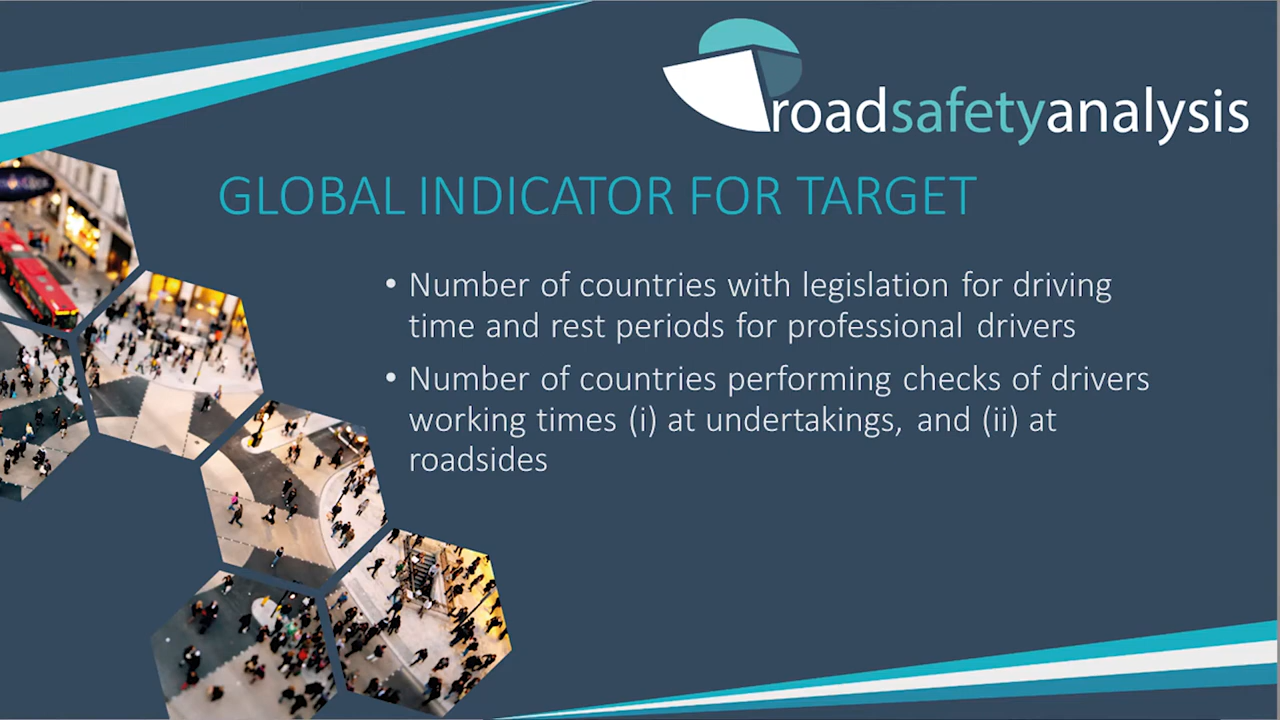 roadsafetyanalysis
GLOBAL INDICATOR FOR TARGET
• Number of countries with legislation for driving
time and rest periods for professional drivers
• Number of countries performing checks of drivers
working times (i) at undertakings, and (ii) at
roadsides